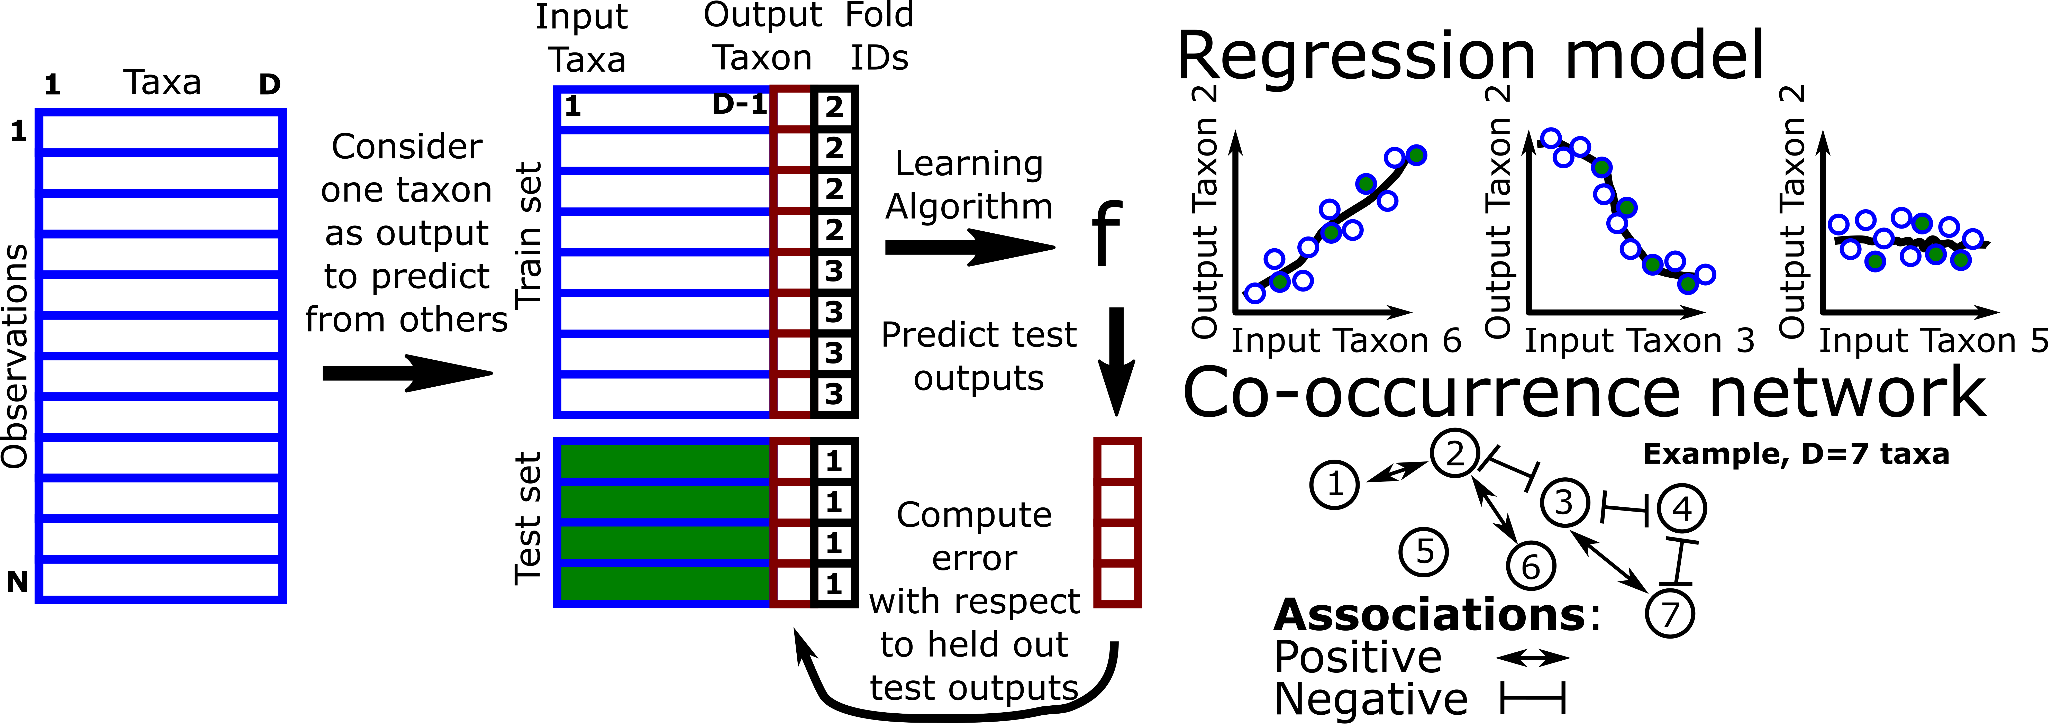 1 Taxa D
1
Observations
N
Consider
one taxon
as output
to predict
from others
Input
Taxa
Output
Taxon
Fold
IDs
1 D-1
Train set
2
2
2
2
3
3
3
3
Test set
1
1
1
1
Learning
Algorithm
f
Predict test
outputs
Compute
error
with respect
to held out
test outputs
Regression model
Output Taxon 2
Input Taxon 6
Output Taxon 2
Input Taxon 3
Output Taxon 2
Input Taxon 5
Co-occurrence network
Example, D=7 taxa
1
2
3
4
5
6
7
Associations:
Positive
Negative